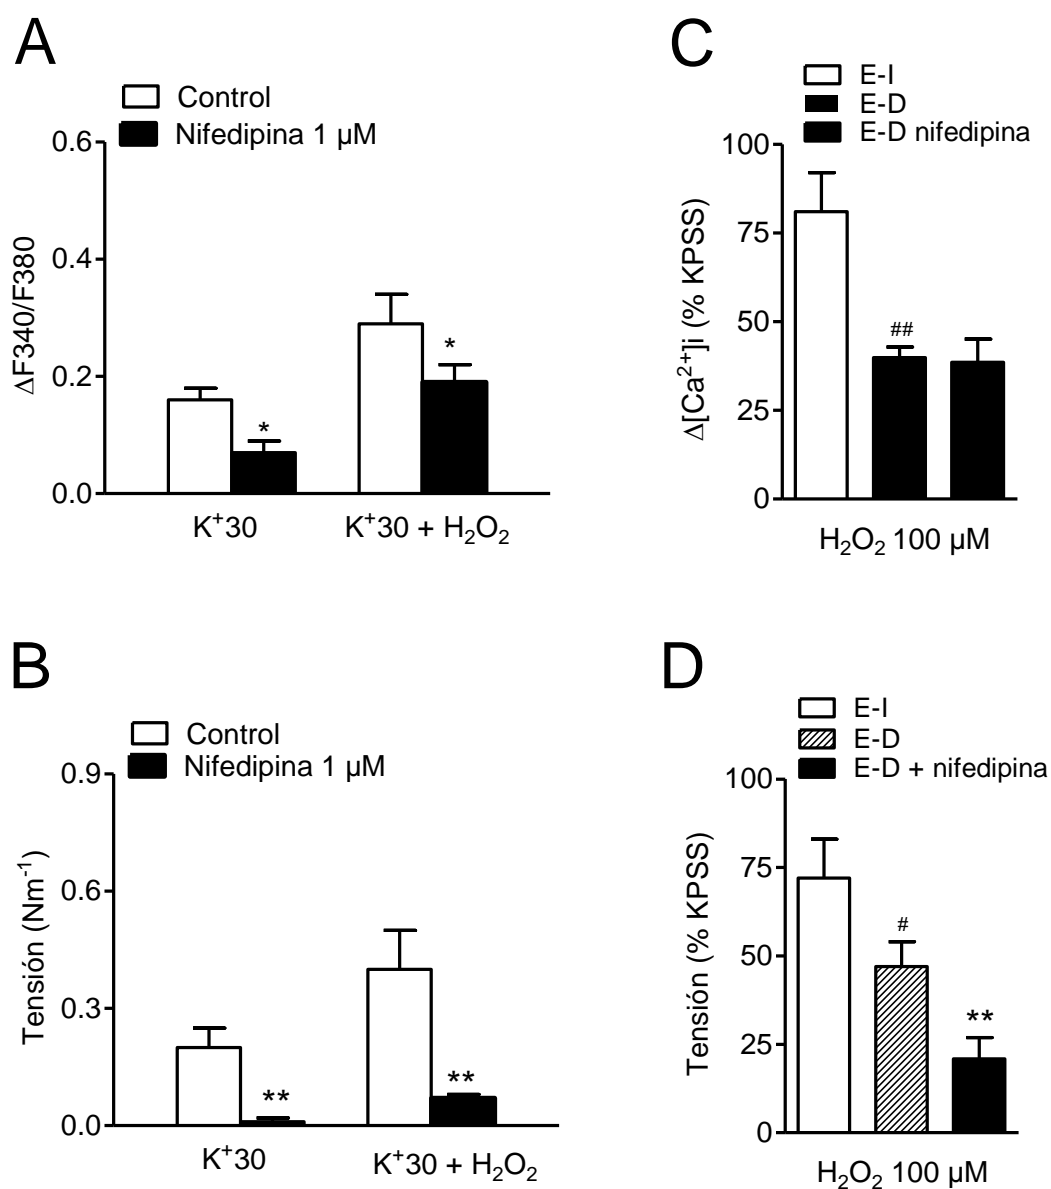 A
Control
Nifedipina 1 µM
0.6
0.4
0.2
0.0
ΔF340/F380
*
*
K⁺30
K⁺30 + H₂O₂
C
E-I
E-D
E-D nifedipina
100
75
50
25
0
Δ[Ca²⁺]i (% KPSS)
##
H₂O₂ 100 µM
B
Control
Nifedipina 1 µM
0.9
0.6
0.3
0.0
Tensión (Nm⁻¹)
**
**
K⁺30
K⁺30 + H₂O₂
D
E-I
E-D
E-D + nifedipina
100
75
50
25
0
Tensión (% KPSS)
#
**
H₂O₂ 100 µM